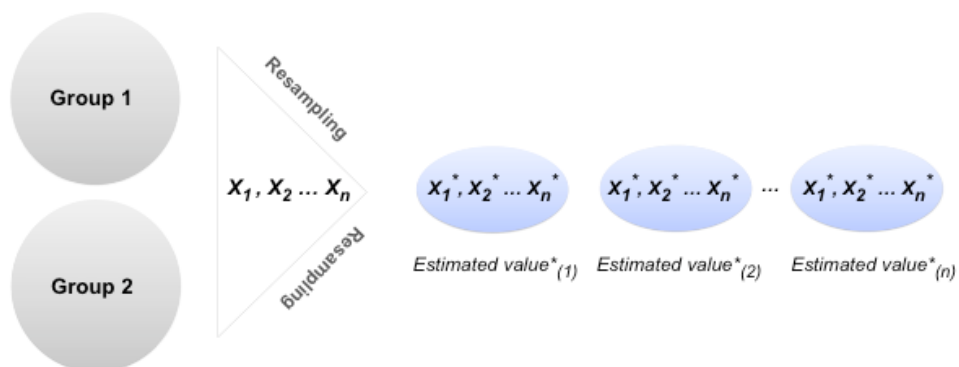 Group 1
Resampling
X1, X2 ... Xn
X1*, X2* ... Xn*
X1*, X2* ... Xn*
...
X1*, X2* ... Xn*
Resampling
Estimated value*(1)
Estimated value*(2)
Estimated value*(n)
Group 2